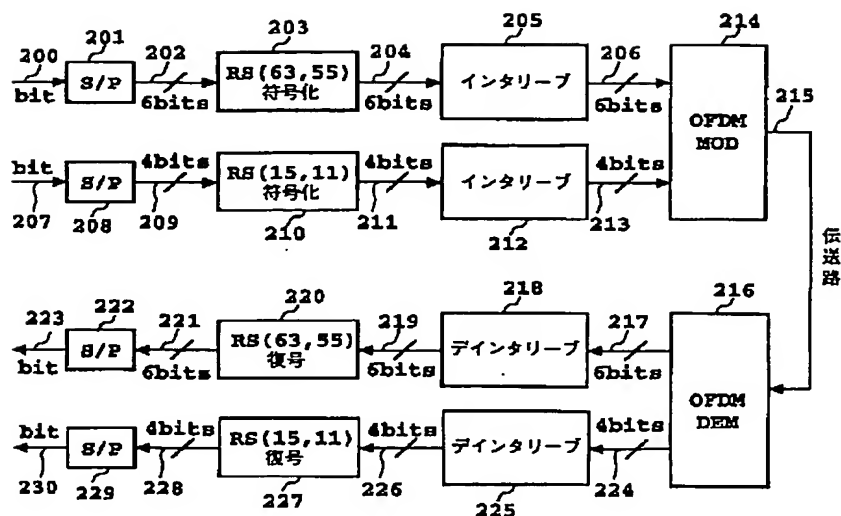 200
201
202
203
204
205
206
214
S/P
bit
6bits
RS(63,55)
符号化
6bits
インタリーブ
6bits
OFDM
MOD
215
bit
S/P
4bits
RS(15,11)
符号化
4bits
インタリーブ
4bits
207
208
209
210
211
212
213
伝送路
223
222
221
220
219
218
217
216
bit
S/P
6bits
RS(63,55)
復号
6bits
デインタリーブ
6bits
OFDM
DEM
bit
S/P
4bits
RS(15,11)
復号
4bits
デインタリーブ
4bits
230
229
228
227
226
225
224